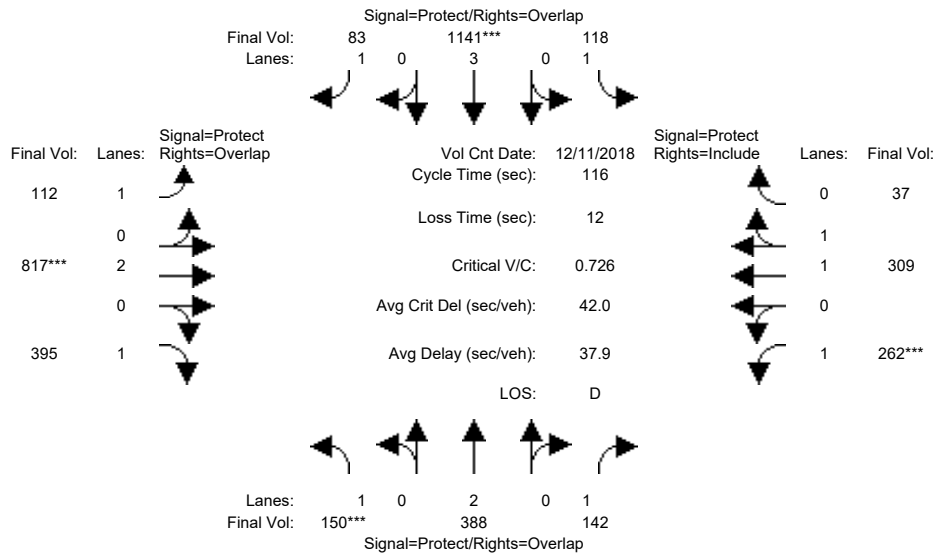 Signal=Protect/Rights=Overlap
Final Vol: 83 1141*** 118
Lanes: 1 0 3 0 1
Signal=Protect
Final Vol: Lanes: Rights=Overlap
Vol Cnt Date: 12/11/2018
Signal=Protect
Rights=Include Lanes: Final Vol:
Cycle Time (sec): 116
112 1
0 37
Loss Time (sec): 12
0
1
817*** 2
Critical V/C: 0.726
1 309
0
Avg Crit Del (sec/veh): 42.0
0
395 1
Avg Delay (sec/veh): 37.9
1 262***
LOS: D
Lanes: 1 0 2 0 1
Final Vol: 150*** 388 142
Signal=Protect/Rights=Overlap